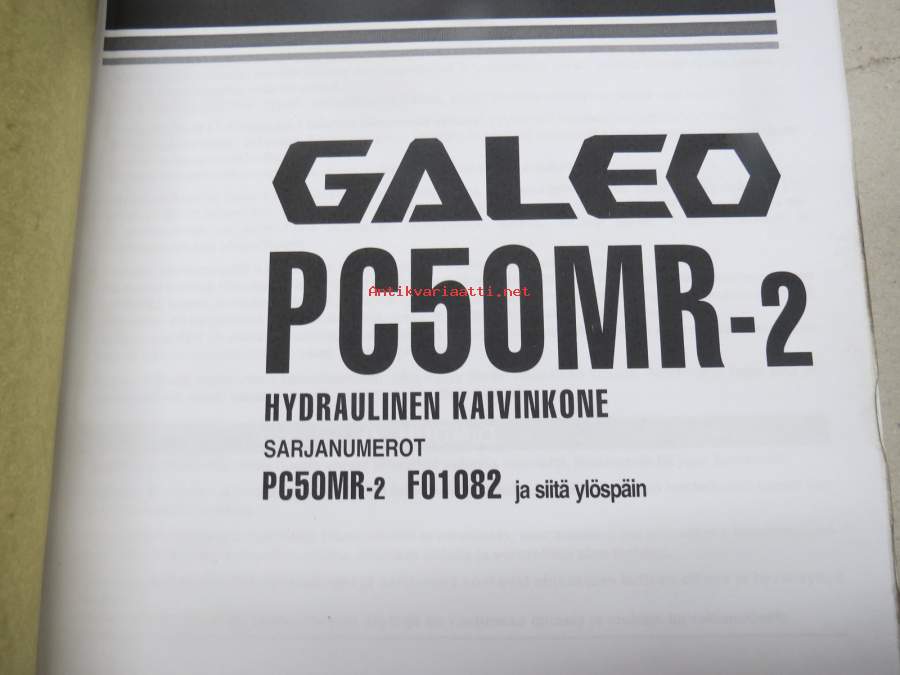 GALEO
PC50MR-2
Antikvariaatti.net
HYDRAULINEN KAIVINKONE
SARJANUMEROT
PC50MR-2 F01082 ja siitä ylöspäin